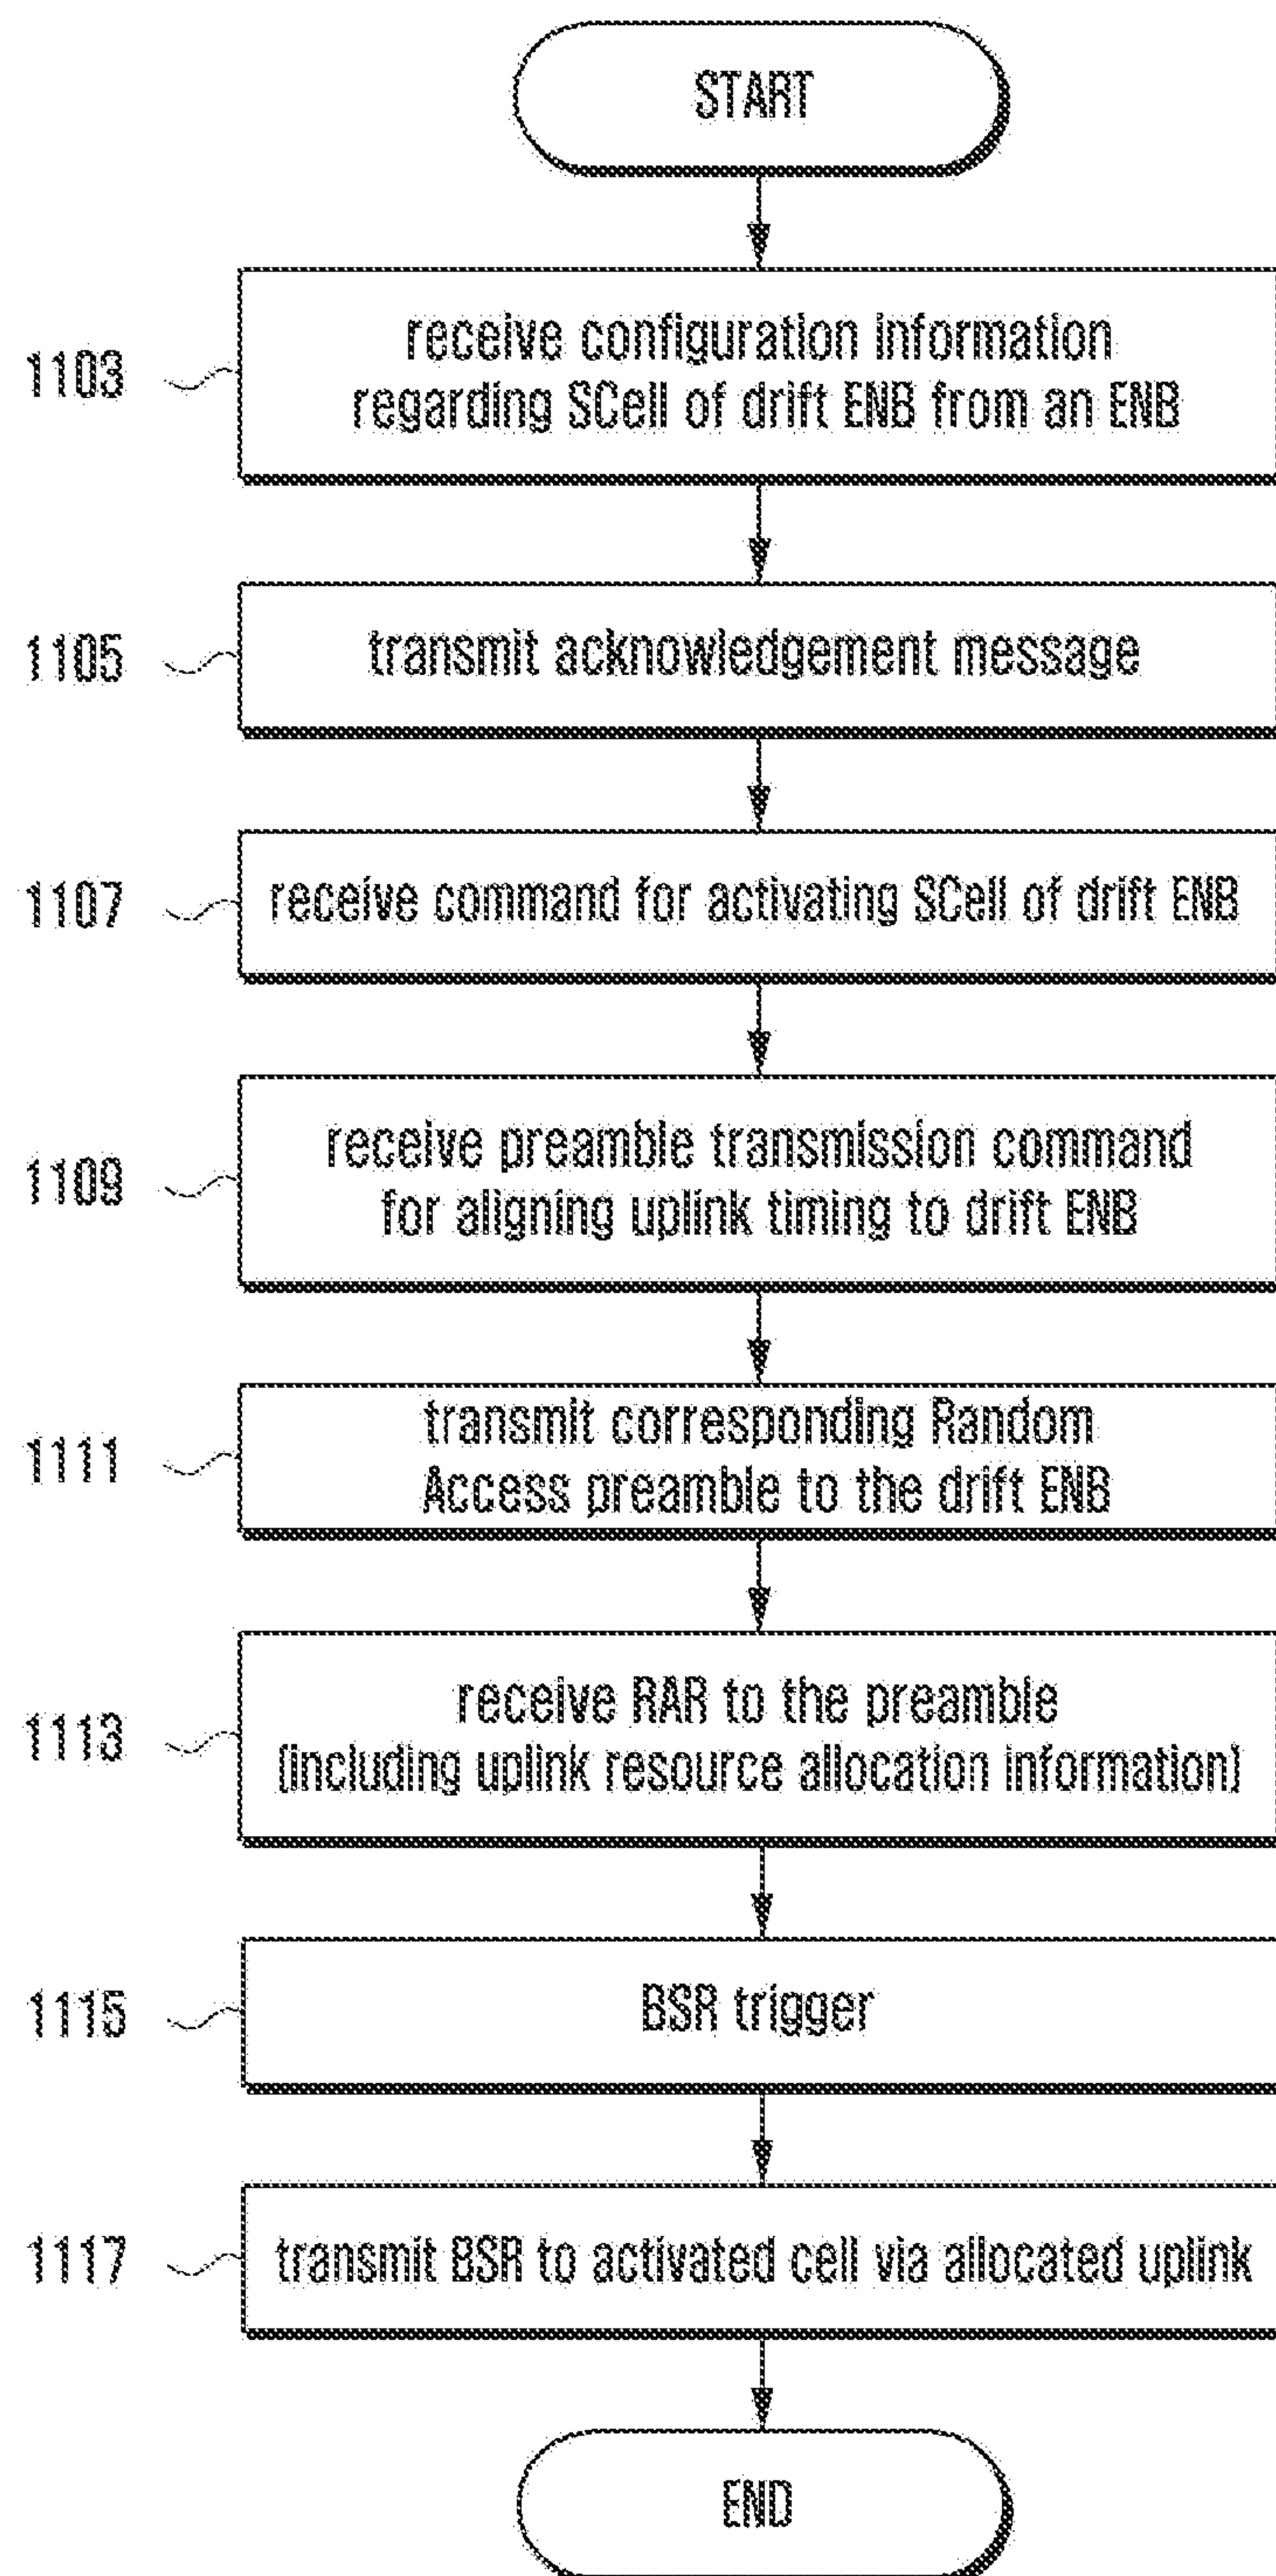 START
1103
receive configuration information
regarding SCell of drift ENB from an ENB
1105
transmit acknowledgement message
1107
receive command for activating SCell of drift ENB
1109
receive preamble transmission command
for aligning uplink timing to drift ENB
1111
transmit corresponding Random
Access preamble to the drift ENB
1113
receive RAR to the preamble
(including uplink resource allocation information)
1115
BSR trigger
1117
transmit BSR to activated cell via allocated uplink
END